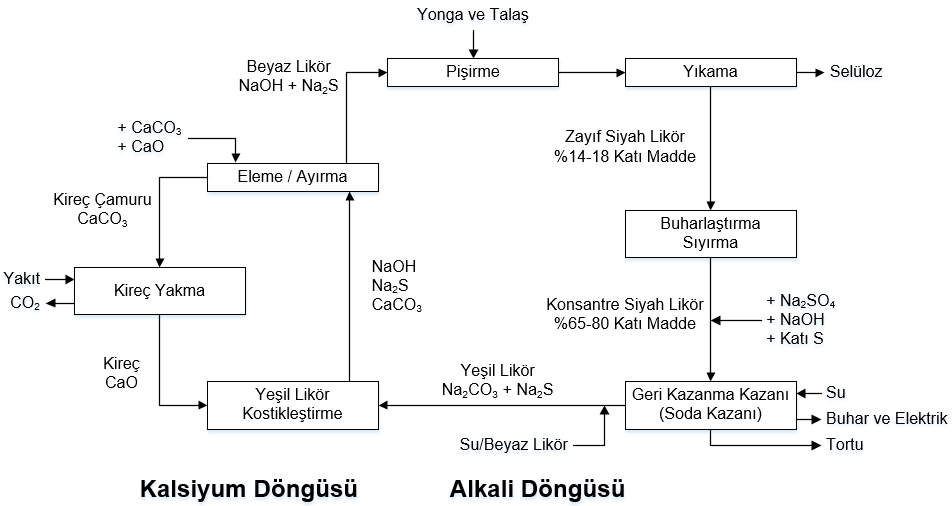 Yonga ve Talaş
Pişirme
Yıkama
Selüloz
Beyaz Likör
NaOH + Na₂S
+ CaCO₃
+ CaO
Eleme / Ayırma
Zayıf Siyah Likör
%14-18 Katı Madde
Kireç Çamuru
CaCO₃
Buharlaştırma
Sıyırma
Yakıt
CO₂
Kireç Yakma
NaOH
Na₂S
CaCO₃
Konsantre Siyah Likör
%65-80 Katı Madde
+ Na₂SO₄
+ NaOH
+ Katı S
Kireç
CaO
Yeşil Likör
Kostikleştirme
Yeşil Likör
Na₂CO₃ + Na₂S
Su/Beyaz Likör
Geri Kazanma Kazanı
(Soda Kazanı)
Su
Buhar ve Elektrik
Tortu
Kalsiyum Döngüsü
Alkali Döngüsü